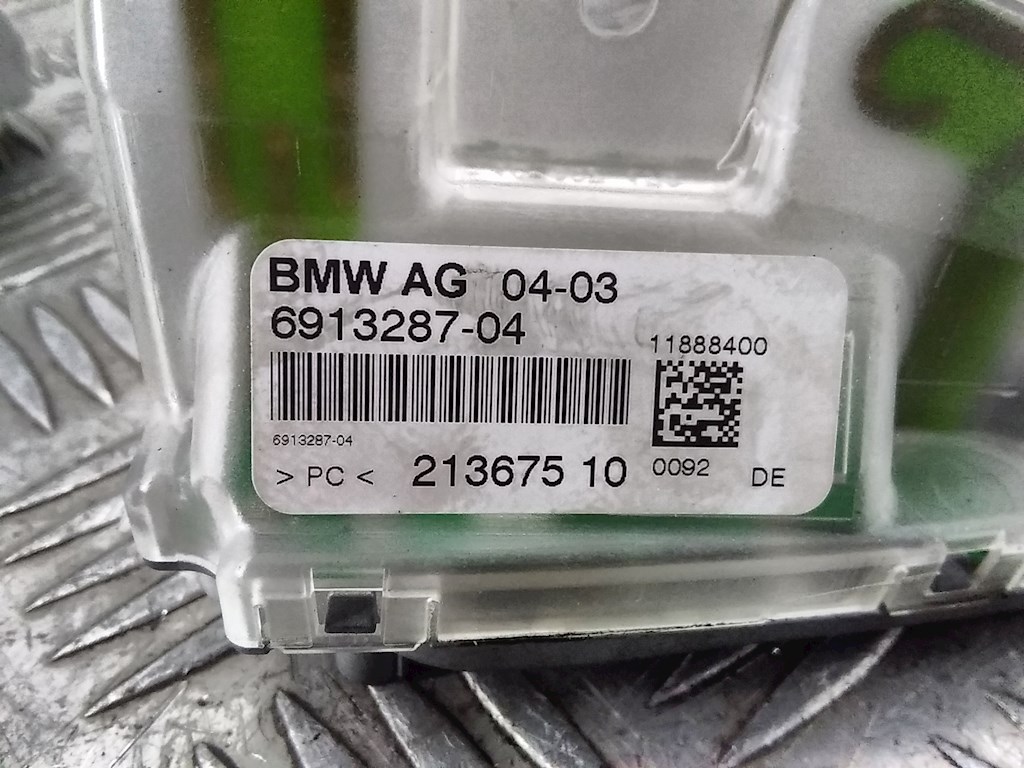 BMW AG 04-03
6913287-04
11888400
6913287-04
> PC < 213675 10 0092 DE